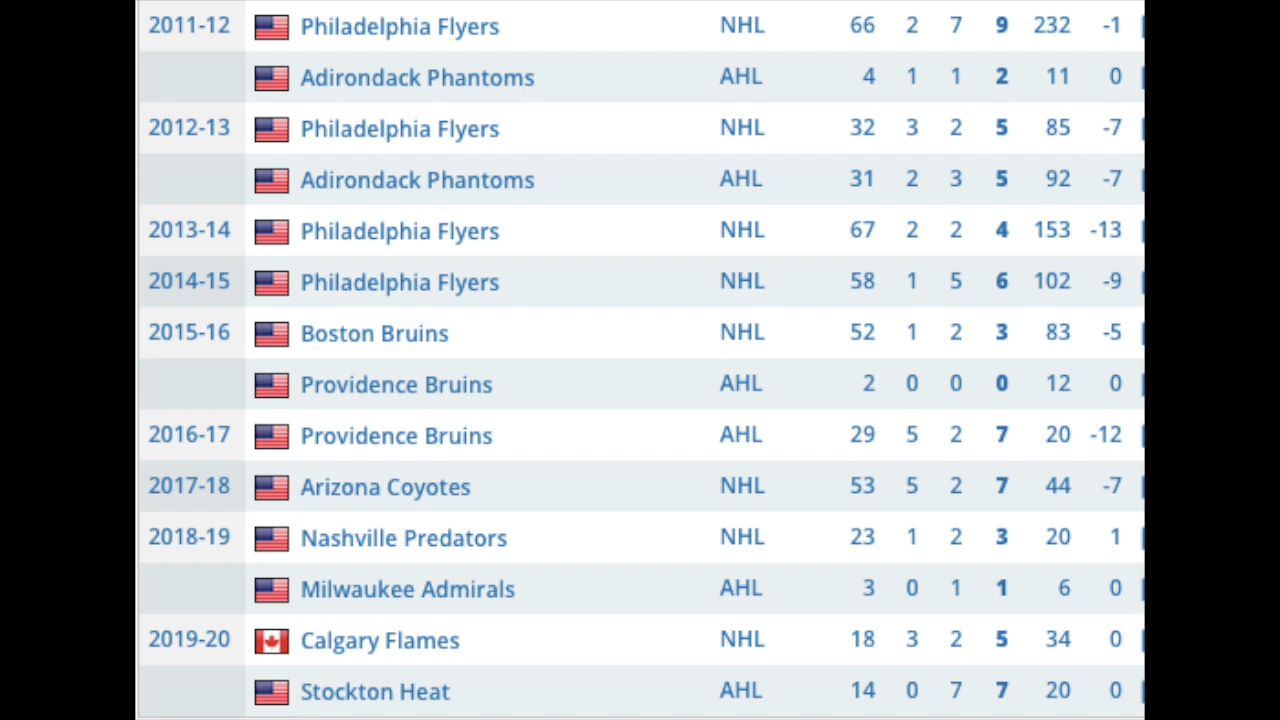 2011-12 Philadelphia Flyers NHL 66 2 7 9 232 -1
Adirondack Phantoms AHL 4 1 1 2 11 0
2012-13 Philadelphia Flyers NHL 32 3 2 5 85 -7
Adirondack Phantoms AHL 31 2 3 5 92 -7
2013-14 Philadelphia Flyers NHL 67 2 2 4 153 -13
2014-15 Philadelphia Flyers NHL 58 1 5 6 102 -9
2015-16 Boston Bruins NHL 52 1 2 3 83 -5
Providence Bruins AHL 2 0 0 0 12 0
2016-17 Providence Bruins AHL 29 5 2 7 20 -12
2017-18 Arizona Coyotes NHL 53 5 2 7 44 -7
2018-19 Nashville Predators NHL 23 1 2 3 20 1
Milwaukee Admirals AHL 3 0 1 1 6 0
2019-20 Calgary Flames NHL 18 3 2 5 34 0
Stockton Heat AHL 14 0 7 7 20 0